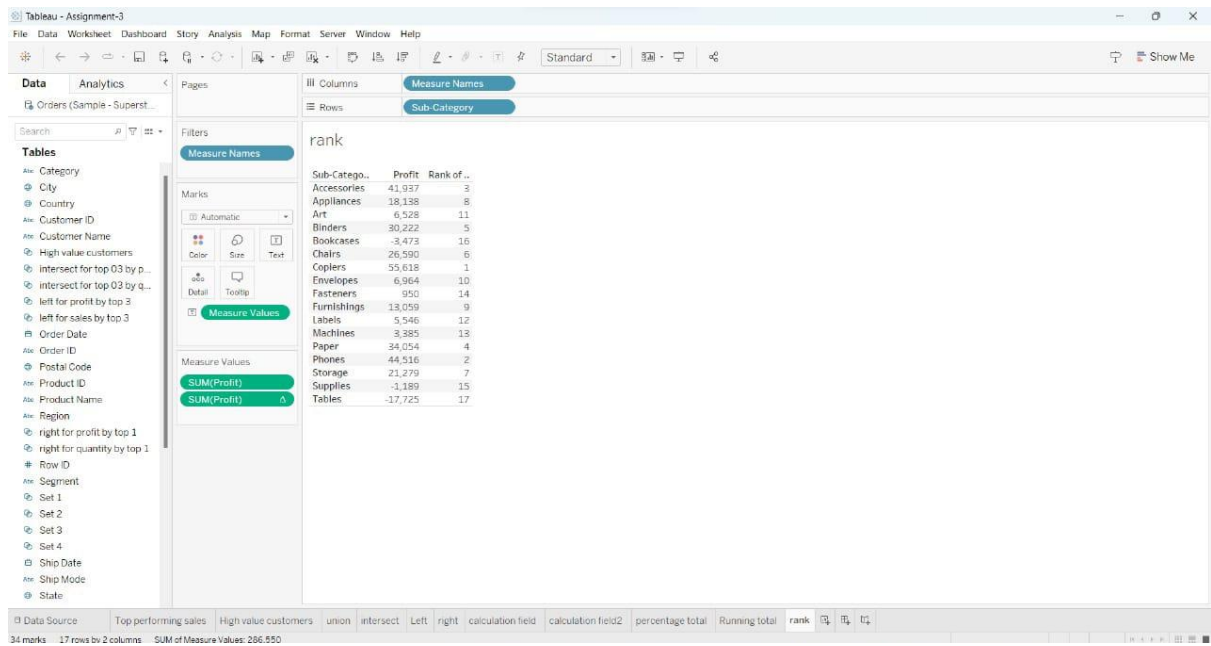 Tableau - Assignment-3
File Data Worksheet Dashboard Story Analysis Map Format Server Window Help
Standard
Show Me
Data Analytics
Orders (Sample - Superst...
Search
Tables
Abc Category
City
Country
Abc Customer ID
Abc Customer Name
High value customers
intersect for top 03 by p...
intersect for top 03 by q...
left for profit by top 3
left for sales by top 3
Order Date
Abc Order ID
Postal Code
Abc Product ID
Abc Product Name
Abc Region
right for profit by top 1
right for quantity by top 1
# Row ID
Abc Segment
Set 1
Set 2
Set 3
Set 4
Ship Date
Abc Ship Mode
State
Pages
Filters
Measure Names
Marks
Automatic
Color Size Text
Detail Tooltip
Measure Values
Measure Values
SUM(Profit)
SUM(Profit) Δ
Columns Measure Names
Rows Sub-Category
rank
Sub-Catego.. Profit Rank of ..
Accessories 41,937 3
Appliances 18,138 8
Art 6,528 11
Binders 30,222 5
Bookcases -3,473 16
Chairs 26,590 6
Copiers 55,618 1
Envelopes 6,964 10
Fasteners 950 14
Furnishings 13,059 9
Labels 5,546 12
Machines 3,385 13
Paper 34,054 4
Phones 44,516 2
Storage 21,279 7
Supplies -1,189 15
Tables -17,725 17
Data Source Top performing sales High value customers union intersect Left right calculation field calculation field2 percentage total Running total rank
34 marks 17 rows by 2 columns SUM of Measure Values: 286,550